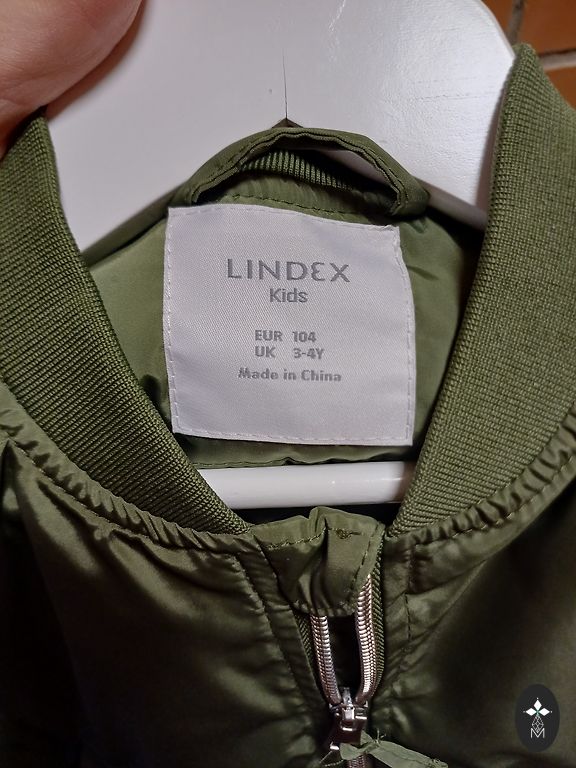 LINDEX
Kids
EUR 104
UK 3-4Y
Made in China
M